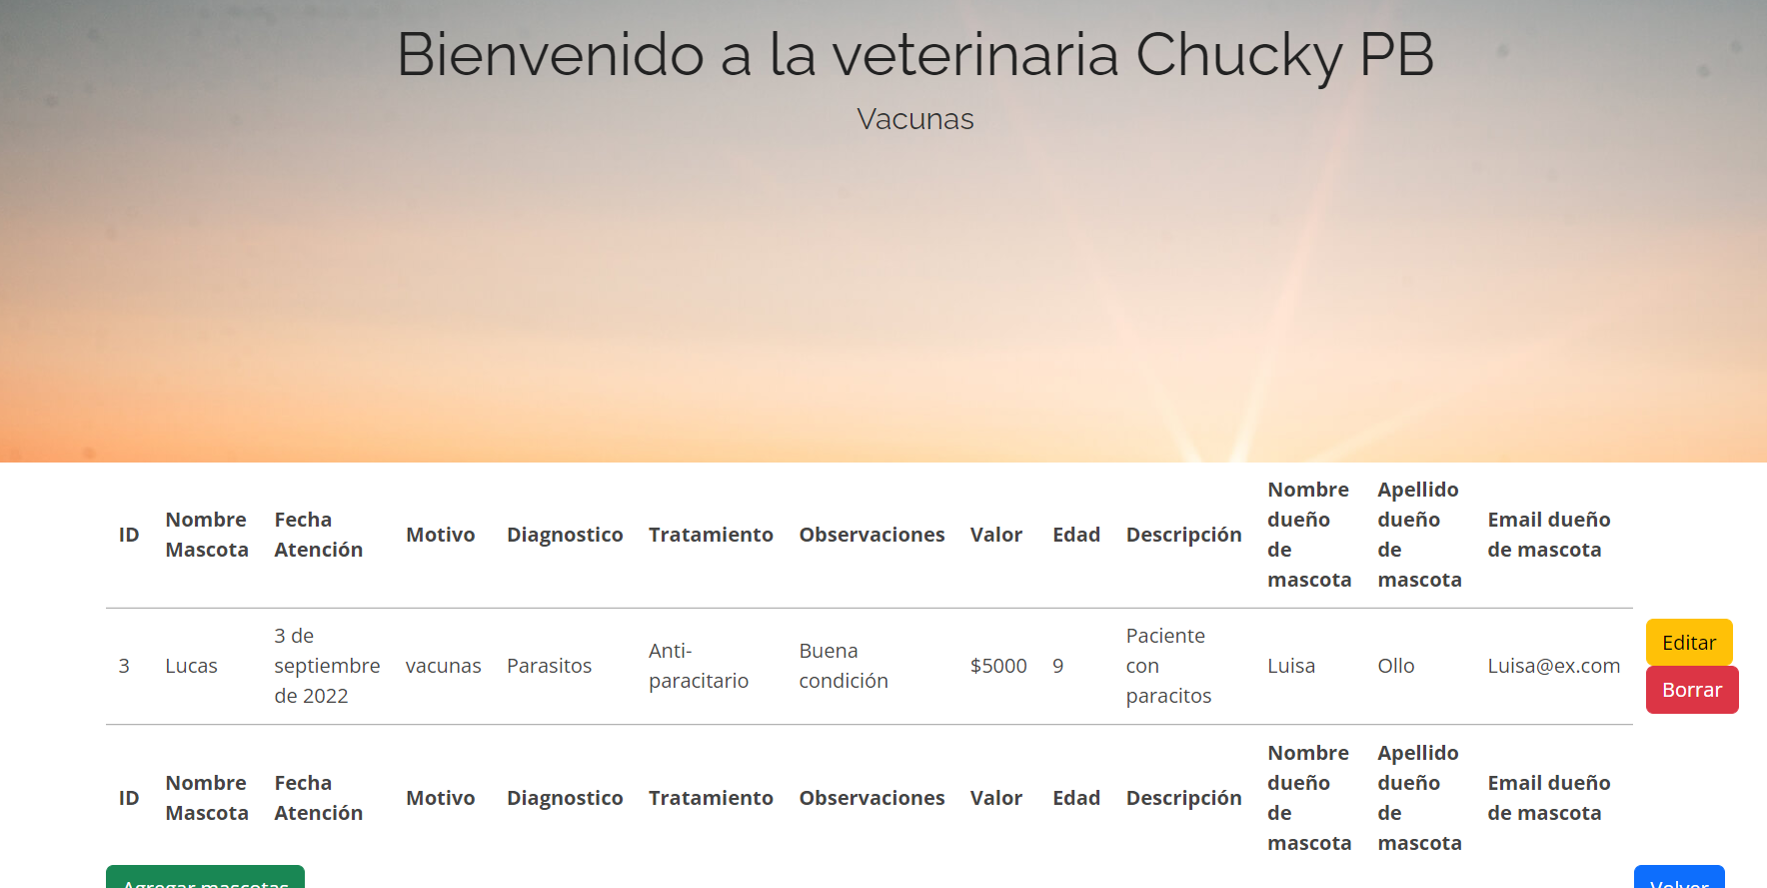 Bienvenido a la veterinaria Chucky PB
Vacunas
ID
Nombre
Mascota
Fecha
Atención
Motivo
Diagnostico
Tratamiento
Observaciones
Valor
Edad
Descripción
Nombre
dueño
de
mascota
Apellido
dueño
de
mascota
Email dueño
de mascota
3
Lucas
3 de
septiembre
de 2022
vacunas
Parasitos
Anti-
paracitario
Buena
condición
$5000
9
Paciente
con
paracitos
Luisa
Ollo
Luisa@ex.com
Editar
Borrar
ID
Nombre
Mascota
Fecha
Atención
Motivo
Diagnostico
Tratamiento
Observaciones
Valor
Edad
Descripción
Nombre
dueño
de
mascota
Apellido
dueño
de
mascota
Email dueño
de mascota
Agregar mascotas
Volver